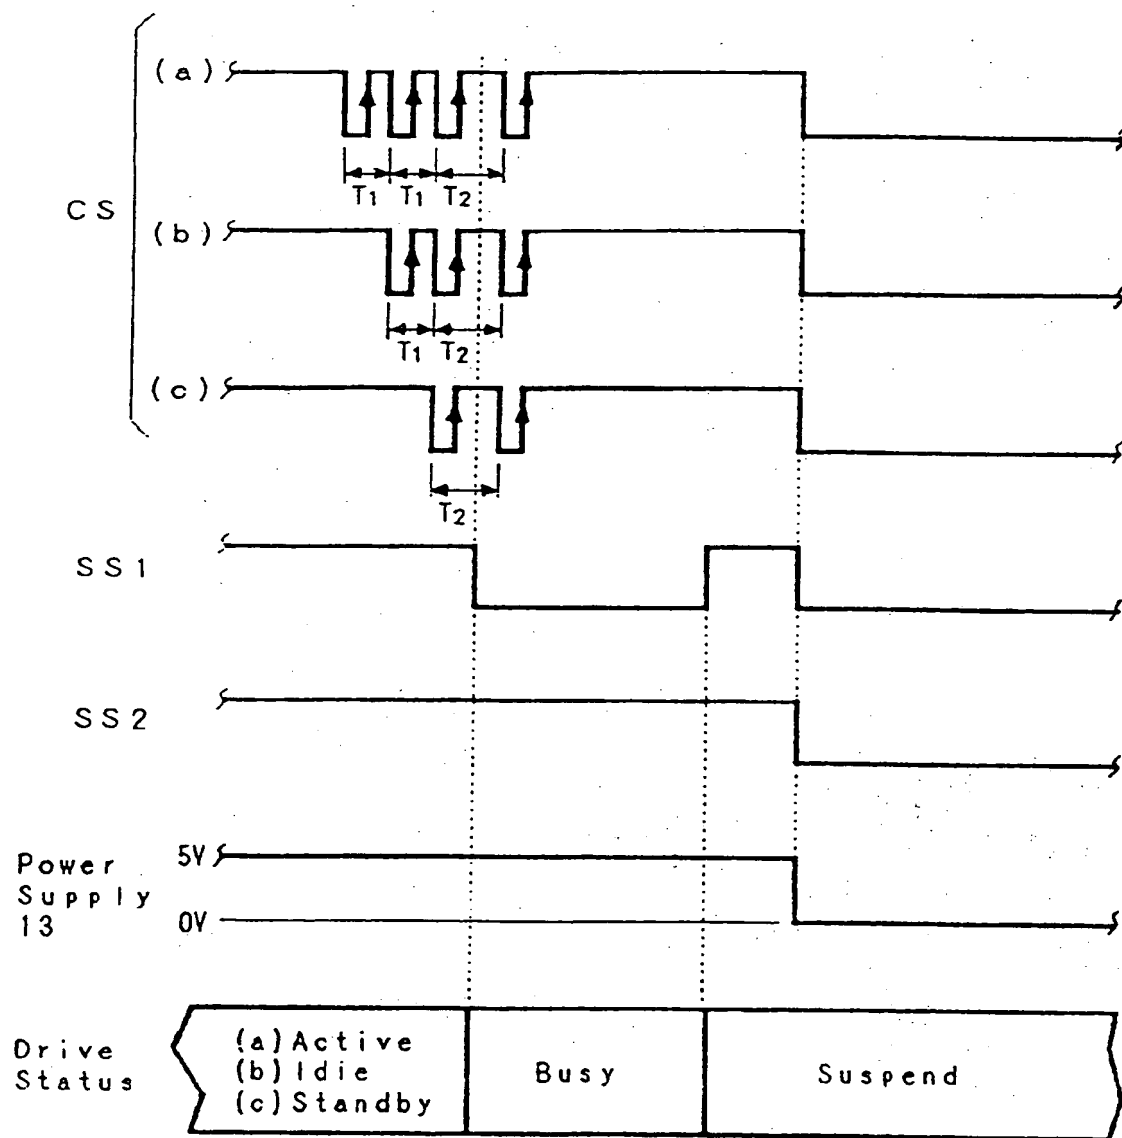 CS
(a)
T1 T1 T2
(b)
T1 T2
(c)
T2
SS1
SS2
Power
Supply
13
5V
0V
Drive
Status
(a) Active
(b) Idie
(c) Standby
Busy
Suspend